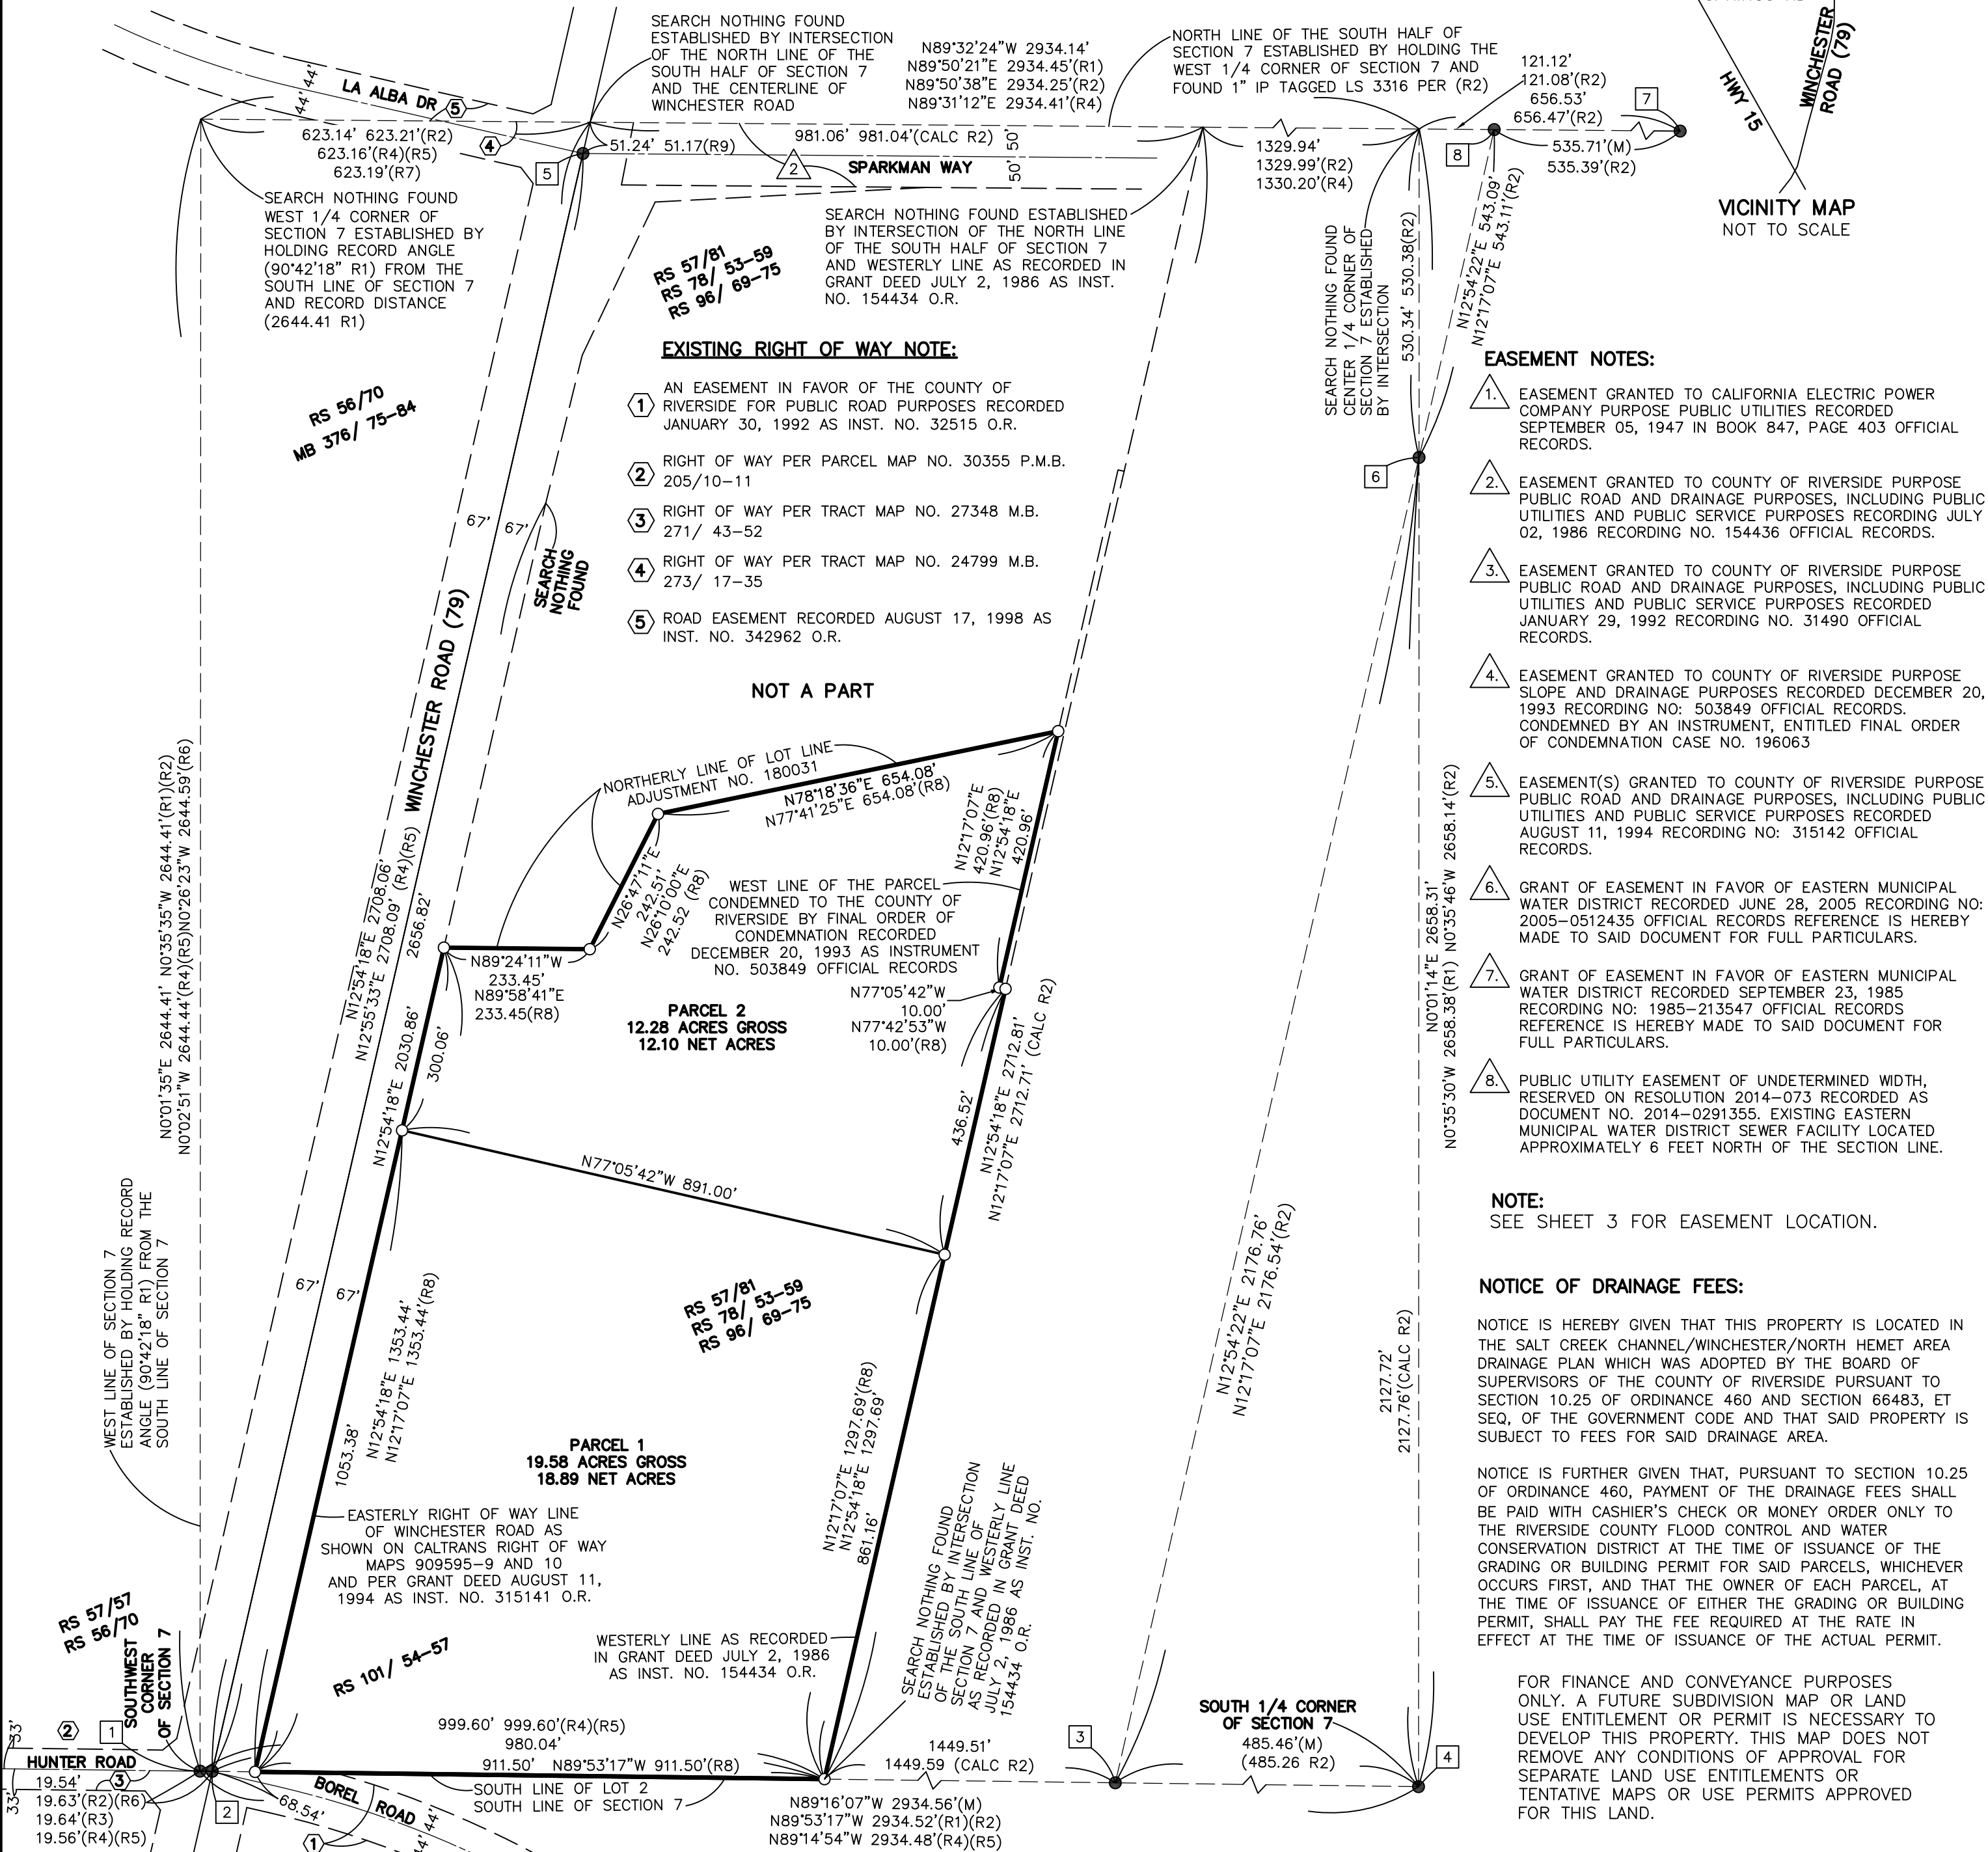 WINCHESTER
ROAD (79)
HWY 15
VICINITY MAP
NOT TO SCALE
SEARCH NOTHING FOUND
ESTABLISHED BY INTERSECTION
OF THE NORTH LINE OF THE
SOUTH HALF OF SECTION 7
AND THE CENTERLINE OF
WINCHESTER ROAD
N89°32'24"W 2934.14'
N89°50'21"E 2934.45'(R1)
N89°50'38"E 2934.25'(R2)
N89°31'12"E 2934.41'(R4)
NORTH LINE OF THE SOUTH HALF OF
SECTION 7 ESTABLISHED BY HOLDING THE
WEST 1/4 CORNER OF SECTION 7 AND
FOUND 1" IP TAGGED LS 3316 PER (R2)
121.12'
121.08'(R2)
656.53'
656.47'(R2)
7
44' 44'
LA ALBA DR
5
623.14' 623.21'(R2)
623.16'(R4)(R5)
623.19'(R7)
4
5
51.24' 51.17(R9)
981.06' 981.04'(CALC R2)
2
SPARKMAN WAY
50' 50'
1329.94'
1329.99'(R2)
1330.20'(R4)
8
535.71'(M)
535.39'(R2)
SEARCH NOTHING FOUND
WEST 1/4 CORNER OF
SECTION 7 ESTABLISHED BY
HOLDING RECORD ANGLE
(90°42'18" R1) FROM THE
SOUTH LINE OF SECTION 7
AND RECORD DISTANCE
(2644.41 R1)
SEARCH NOTHING FOUND ESTABLISHED
BY INTERSECTION OF THE NORTH LINE
OF THE SOUTH HALF OF SECTION 7
AND WESTERLY LINE AS RECORDED IN
GRANT DEED JULY 2, 1986 AS INST.
NO. 154434 O.R.
RS 57/81
RS 78/ 53-59
RS 96/ 69-75
SEARCH NOTHING FOUND
CENTER 1/4 CORNER OF
SECTION 7 ESTABLISHED
BY INTERSECTION
530.34' 530.38(R2)
N12°54'22"E 543.09'
N12°17'07"E 543.11'(R2)
6
RS 56/70
MB 376/ 75-84
EXISTING RIGHT OF WAY NOTE:
1
AN EASEMENT IN FAVOR OF THE COUNTY OF
RIVERSIDE FOR PUBLIC ROAD PURPOSES RECORDED
JANUARY 30, 1992 AS INST. NO. 32515 O.R.
2
RIGHT OF WAY PER PARCEL MAP NO. 30355 P.M.B.
205/10-11
3
RIGHT OF WAY PER TRACT MAP NO. 27348 M.B.
271/ 43-52
4
RIGHT OF WAY PER TRACT MAP NO. 24799 M.B.
273/ 17-35
5
ROAD EASEMENT RECORDED AUGUST 17, 1998 AS
INST. NO. 342962 O.R.
67' 67'
SEARCH
NOTHING
FOUND
WINCHESTER ROAD (79)
NOT A PART
EASEMENT NOTES:
1.
EASEMENT GRANTED TO CALIFORNIA ELECTRIC POWER
COMPANY PURPOSE PUBLIC UTILITIES RECORDED
SEPTEMBER 05, 1947 IN BOOK 847, PAGE 403 OFFICIAL
RECORDS.
2.
EASEMENT GRANTED TO COUNTY OF RIVERSIDE PURPOSE
PUBLIC ROAD AND DRAINAGE PURPOSES, INCLUDING PUBLIC
UTILITIES AND PUBLIC SERVICE PURPOSES RECORDING JULY
02, 1986 RECORDING NO. 154436 OFFICIAL RECORDS.
3.
EASEMENT GRANTED TO COUNTY OF RIVERSIDE PURPOSE
PUBLIC ROAD AND DRAINAGE PURPOSES, INCLUDING PUBLIC
UTILITIES AND PUBLIC SERVICE PURPOSES RECORDED
JANUARY 29, 1992 RECORDING NO. 31490 OFFICIAL
RECORDS.
4.
EASEMENT GRANTED TO COUNTY OF RIVERSIDE PURPOSE
SLOPE AND DRAINAGE PURPOSES RECORDED DECEMBER 20,
1993 RECORDING NO: 503849 OFFICIAL RECORDS.
CONDEMNED BY AN INSTRUMENT, ENTITLED FINAL ORDER
OF CONDEMNATION CASE NO. 196063
5.
EASEMENT(S) GRANTED TO COUNTY OF RIVERSIDE PURPOSE
PUBLIC ROAD AND DRAINAGE PURPOSES, INCLUDING PUBLIC
UTILITIES AND PUBLIC SERVICE PURPOSES RECORDED
AUGUST 11, 1994 RECORDING NO: 315142 OFFICIAL
RECORDS.
6.
GRANT OF EASEMENT IN FAVOR OF EASTERN MUNICIPAL
WATER DISTRICT RECORDED JUNE 28, 2005 RECORDING NO:
2005-0512435 OFFICIAL RECORDS REFERENCE IS HEREBY
MADE TO SAID DOCUMENT FOR FULL PARTICULARS.
7.
GRANT OF EASEMENT IN FAVOR OF EASTERN MUNICIPAL
WATER DISTRICT RECORDED SEPTEMBER 23, 1985
RECORDING NO: 1985-213547 OFFICIAL RECORDS
REFERENCE IS HEREBY MADE TO SAID DOCUMENT FOR
FULL PARTICULARS.
8.
PUBLIC UTILITY EASEMENT OF UNDETERMINED WIDTH,
RESERVED ON RESOLUTION 2014-073 RECORDED AS
DOCUMENT NO. 2014-0291355. EXISTING EASTERN
MUNICIPAL WATER DISTRICT SEWER FACILITY LOCATED
APPROXIMATELY 6 FEET NORTH OF THE SECTION LINE.
NOTE:
SEE SHEET 3 FOR EASEMENT LOCATION.
NOTICE OF DRAINAGE FEES:
NOTICE IS HEREBY GIVEN THAT THIS PROPERTY IS LOCATED IN
THE SALT CREEK CHANNEL/WINCHESTER/NORTH HEMET AREA
DRAINAGE PLAN WHICH WAS ADOPTED BY THE BOARD OF
SUPERVISORS OF THE COUNTY OF RIVERSIDE PURSUANT TO
SECTION 10.25 OF ORDINANCE 460 AND SECTION 66483, ET
SEQ, OF THE GOVERNMENT CODE AND THAT SAID PROPERTY IS
SUBJECT TO FEES FOR SAID DRAINAGE AREA.
NOTICE IS FURTHER GIVEN THAT, PURSUANT TO SECTION 10.25
OF ORDINANCE 460, PAYMENT OF THE DRAINAGE FEES SHALL
BE PAID WITH CASHIER'S CHECK OR MONEY ORDER ONLY TO
THE RIVERSIDE COUNTY FLOOD CONTROL AND WATER
CONSERVATION DISTRICT AT THE TIME OF ISSUANCE OF THE
GRADING OR BUILDING PERMIT FOR SAID PARCELS, WHICHEVER
OCCURS FIRST, AND THAT THE OWNER OF EACH PARCEL, AT
THE TIME OF ISSUANCE OF EITHER THE GRADING OR BUILDING
PERMIT, SHALL PAY THE FEE REQUIRED AT THE RATE IN
EFFECT AT THE TIME OF ISSUANCE OF THE ACTUAL PERMIT.
FOR FINANCE AND CONVEYANCE PURPOSES
ONLY. A FUTURE SUBDIVISION MAP OR LAND
USE ENTITLEMENT OR PERMIT IS NECESSARY TO
DEVELOP THIS PROPERTY. THIS MAP DOES NOT
REMOVE ANY CONDITIONS OF APPROVAL FOR
SEPARATE LAND USE ENTITLEMENTS OR
TENTATIVE MAPS OR USE PERMITS APPROVED
FOR THIS LAND.
NORTHERLY LINE OF LOT LINE
ADJUSTMENT NO. 180031
N78°18'36"E 654.08'
N77°41'25"E 654.08'(R8)
N26°47'11"E
242.51'
N26°10'00"E
242.52 (R8)
N12°17'07"E
420.96'(R8)
N12°54'18"E
420.96'
WEST LINE OF THE PARCEL
CONDEMNED TO THE COUNTY OF
RIVERSIDE BY FINAL ORDER OF
CONDEMNATION RECORDED
DECEMBER 20, 1993 AS INSTRUMENT
NO. 503849 OFFICIAL RECORDS
N89°24'11"W
233.45'
N89°58'41"E
233.45(R8)
N77°05'42"W
10.00'
N77°42'53"W
10.00'(R8)
PARCEL 2
12.28 ACRES GROSS
12.10 NET ACRES
N0°01'35"E 2644.41' N0°35'35"W 2644.41'(R1)(R2)
N0°02'51"W 2644.44'(R4)(R5)N0°26'23"W 2644.59'(R6)
N12°54'18"E 2708.06'
N12°55'33"E 2708.09' (R4)(R5)
2656.82'
N12°54'18"E 2030.86'
300.06'
436.52'
N12°54'18"E 2712.81'
N12°17'07"E 2712.71' (CALC R2)
N0°01'14"E 2658.31'
N0°35'30"W 2658.38'(R1) N0°35'46"W 2658.14'(R2)
N77°05'42"W 891.00'
WEST LINE OF SECTION 7
ESTABLISHED BY HOLDING RECORD
ANGLE (90°42'18" R1) FROM THE
SOUTH LINE OF SECTION 7
67' 67'
N12°54'18"E 1353.44'
N12°17'07"E 1353.44'(R8)
1053.38'
RS 57/81
RS 78/ 53-59
RS 96/ 69-75
N12°54'22"E 2176.76'
N12°17'07"E 2176.54'(R2)
2127.72'
2127.76'(CALC R2)
PARCEL 1
19.58 ACRES GROSS
18.89 NET ACRES
N12°17'07"E 1297.69'(R8)
N12°54'18"E 1297.69'
861.16'
EASTERLY RIGHT OF WAY LINE
OF WINCHESTER ROAD AS
SHOWN ON CALTRANS RIGHT OF WAY
MAPS 909595-9 AND 10
AND PER GRANT DEED AUGUST 11,
1994 AS INST. NO. 315141 O.R.
SEARCH NOTHING FOUND
ESTABLISHED BY INTERSECTION
OF THE SOUTH LINE OF
SECTION 7 AND WESTERLY LINE
AS RECORDED IN GRANT DEED
JULY 2, 1986 AS INST. NO.
154434 O.R.
WESTERLY LINE AS RECORDED
IN GRANT DEED JULY 2, 1986
AS INST. NO. 154434 O.R.
RS 57/57
RS 56/70
SOUTHWEST
CORNER
OF SECTION 7
RS 101/ 54-57
999.60' 999.60'(R4)(R5)
980.04'
911.50' N89°53'17"W 911.50'(R8)
1449.51'
1449.59 (CALC R2)
3
SOUTH 1/4 CORNER
OF SECTION 7
485.46'(M)
(485.26 R2)
4
33'
2
1
HUNTER ROAD
3
33'
19.54'
19.63'(R2)(R6)
19.64'(R3)
19.56'(R4)(R5)
2
68.54'
BOREL ROAD
1
44'
SOUTH LINE OF LOT 2
SOUTH LINE OF SECTION 7
N89°16'07"W 2934.56'(M)
N89°53'17"W 2934.52'(R1)(R2)
N89°14'54"W 2934.48'(R4)(R5)